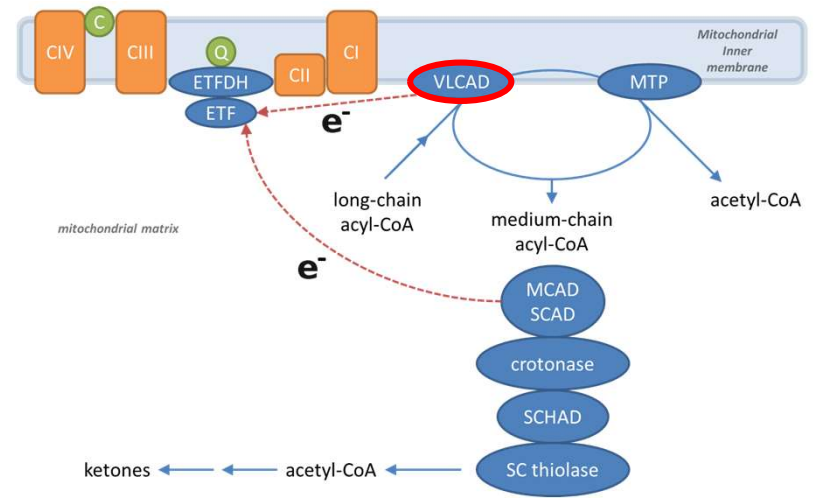 CIV
C
CIII
Q
ETFDH
ETF
CII
CI
VLCAD
MTP
Mitochondrial
Inner
membrane
e-
long-chain
acyl-CoA
medium-chain
acyl-CoA
acetyl-CoA
mitochondrial matrix
e-
MCAD
SCAD
crotonase
SCHAD
SC thiolase
acetyl-CoA
ketones